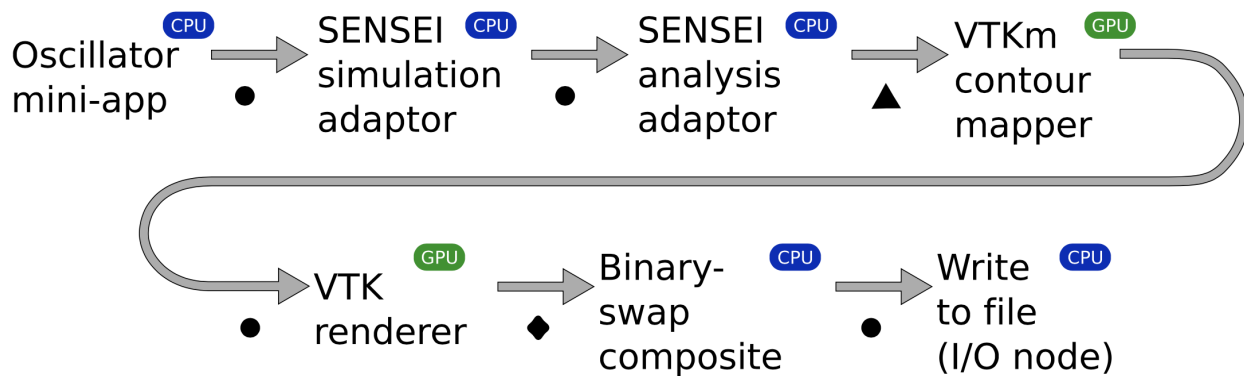 Oscillator
mini-app
CPU
SENSEI
simulation
adaptor
CPU
SENSEI
analysis
adaptor
CPU
VTKm
contour
mapper
GPU
VTK
renderer
GPU
Binary-
swap
composite
CPU
Write
to file
(I/O node)
CPU